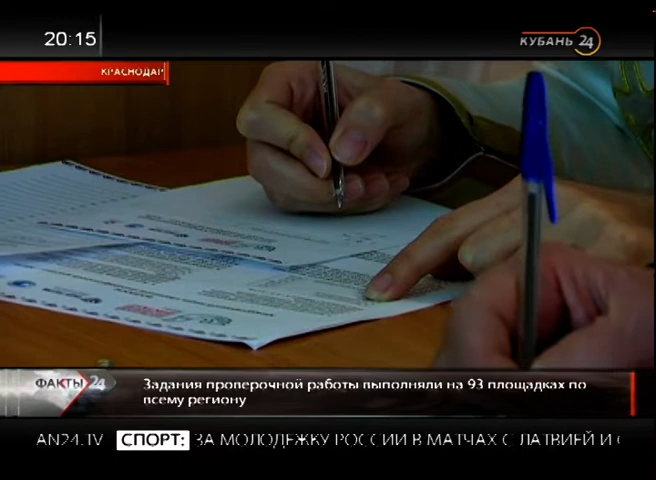 20:15
КУБАНЬ 24
КРАСНОДАР
ФАКТЫ 24
Задания проверочной работы выполняли на 93 площадках по
всему региону
AN24.TV СПОРТ: ЗА МОЛОДЕЖКУ РОССИИ В МАТЧАХ С ЛАТВИЕЙ И